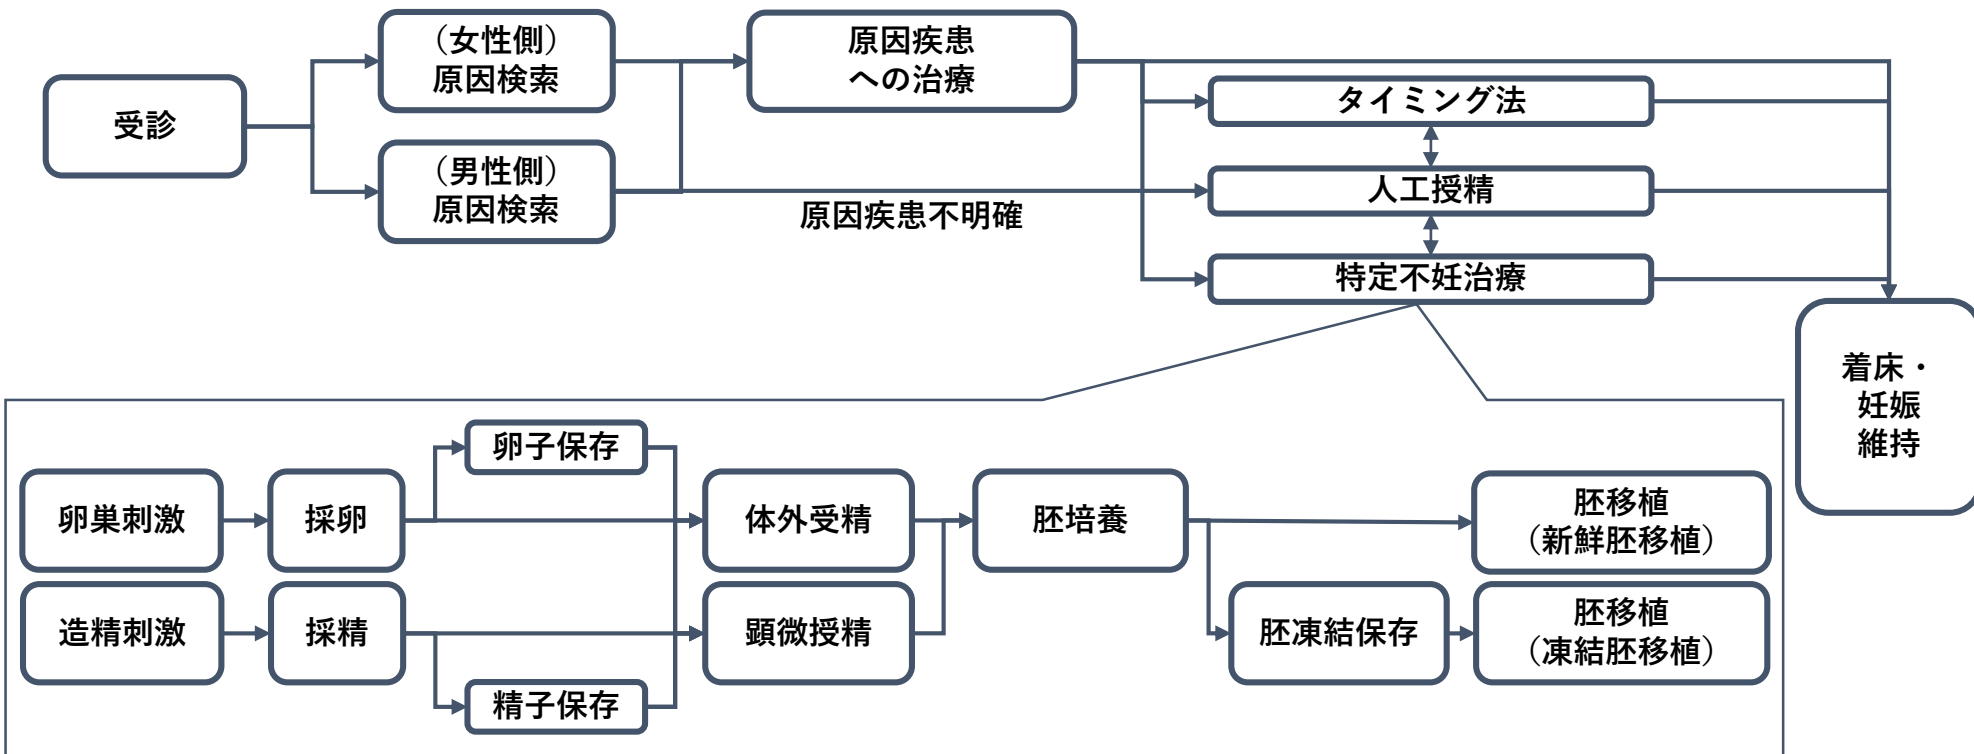 受診
（女性側）
原因検索
（男性側）
原因検索
原因疾患
への治療
原因疾患不明確
タイミング法
人工授精
特定不妊治療
着床・
妊娠
維持
卵巣刺激
採卵
卵子保存
造精刺激
採精
精子保存
体外受精
顕微授精
胚培養
胚凍結保存
胚移植
（新鮮胚移植）
胚移植
（凍結胚移植）